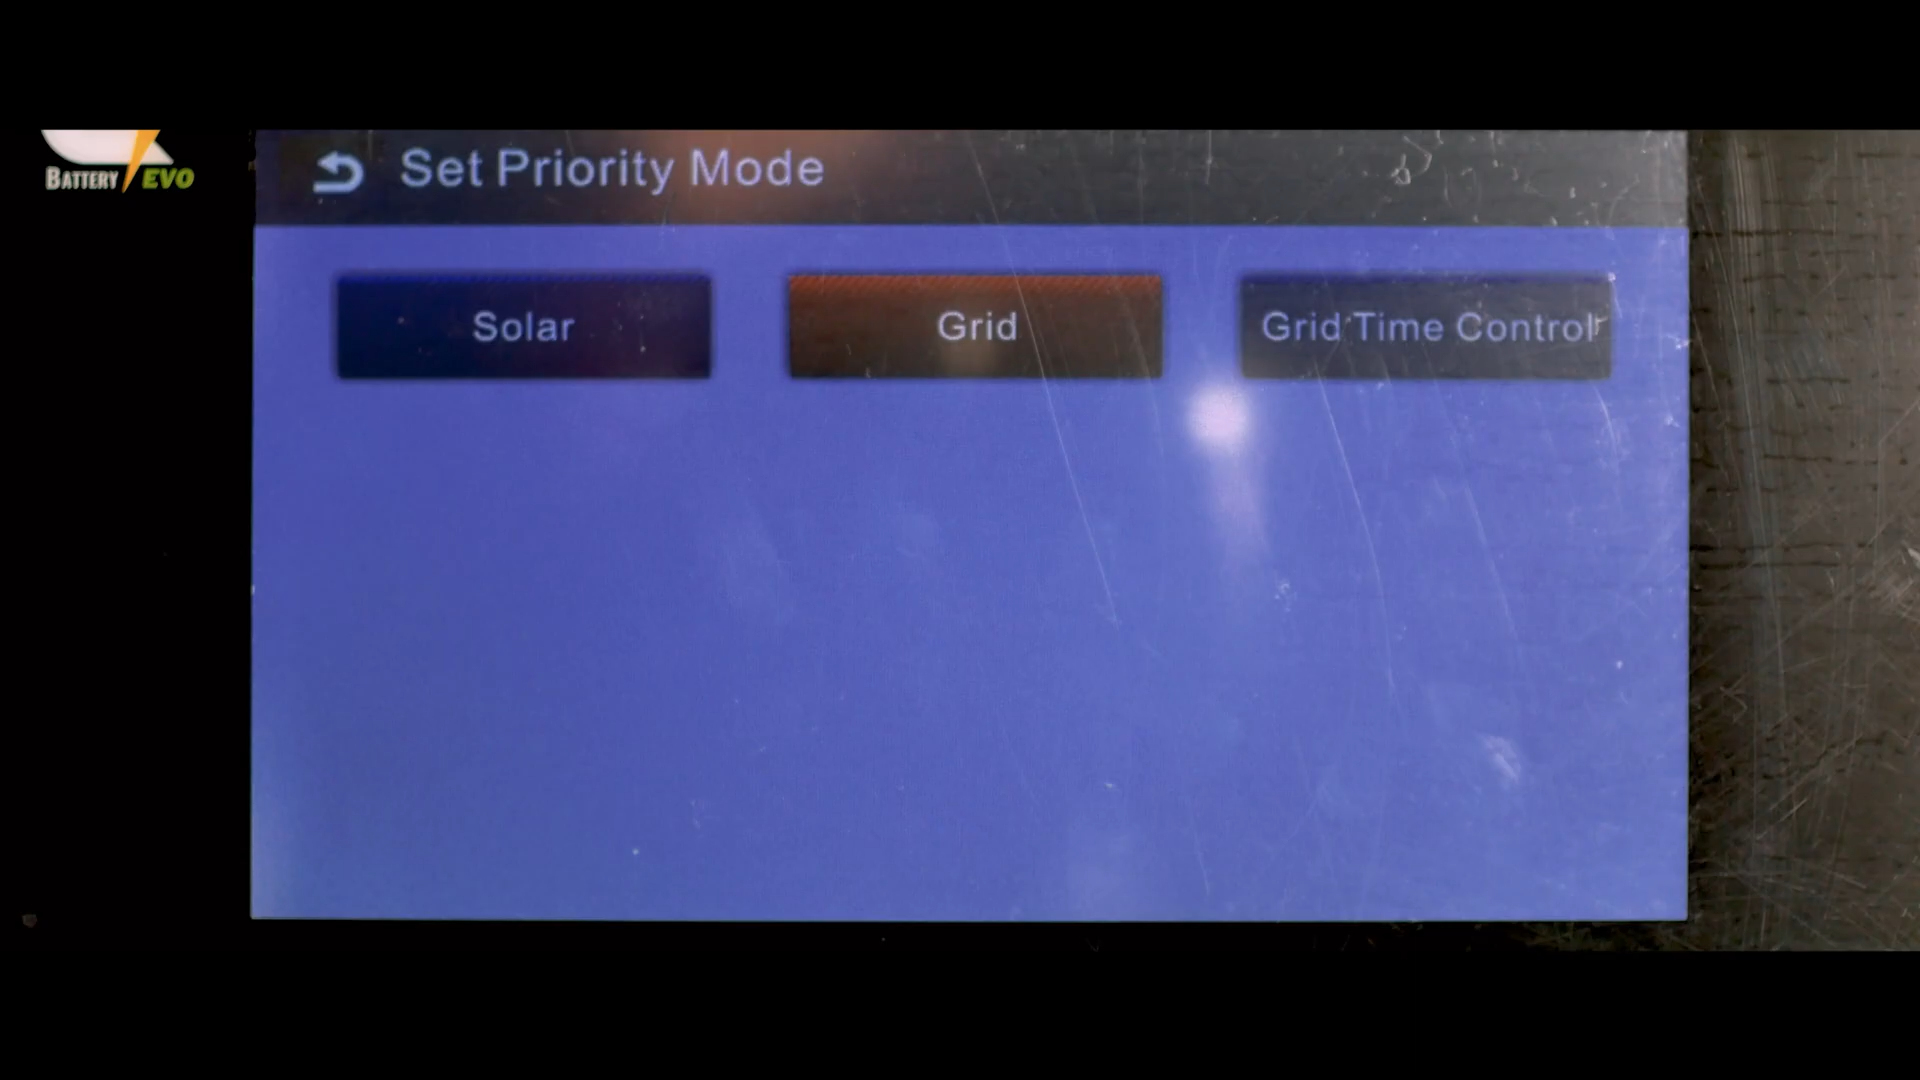 BATTERY EVO
Set Priority Mode
Solar
Grid
Grid Time Control